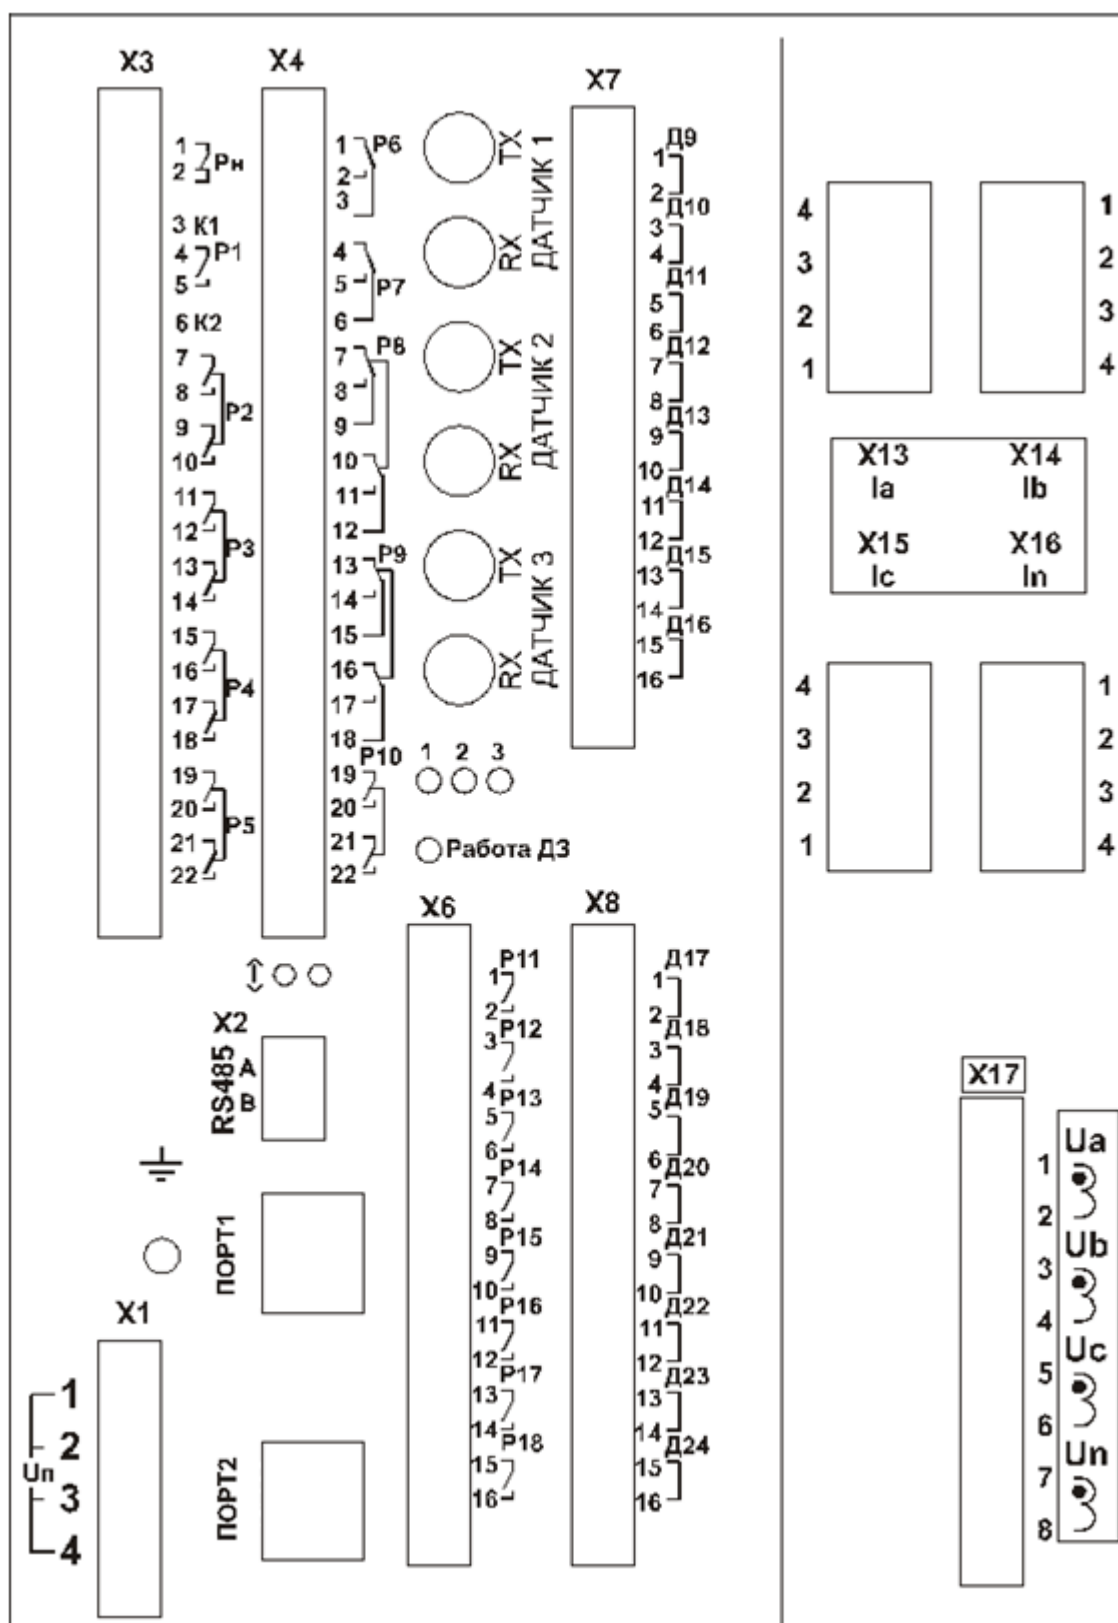 X3
1
2
Рн
3 К1
4
Р1
5
6 К2
7
8
Р2
9
10
11
12
Р3
13
14
15
16
Р4
17
18
19
20
Р5
21
22
X4
1
Р6
2
3
4
5
Р7
6
7
Р8
8
9
10
11
12
13
Р9
14
15
16
17
18
Р10
19
20
21
22
TX
RX
ДАТЧИК 1
TX
RX
ДАТЧИК 2
TX
RX
ДАТЧИК 3
1 2 3
Работа ДЗ
X7
Д9
1
2
Д10
3
4
Д11
5
6
Д12
7
8
Д13
9
10
Д14
11
12
Д15
13
14
Д16
15
16
4
3
2
1
1
2
3
4
X13
Ia
X14
Ib
X15
Ic
X16
In
4
3
2
1
1
2
3
4
X2
RS485
A
B
ПОРТ1
ПОРТ2
X1
1
2
Uп
3
4
X6
Р11
1
2
Р12
3
4
Р13
5
6
Р14
7
8
Р15
9
10
Р16
11
12
Р17
13
14
Р18
15
16
X8
Д17
1
2
Д18
3
4
Д19
5
6
Д20
7
8
Д21
9
10
Д22
11
12
Д23
13
14
Д24
15
16
X17
Ua
1
2
Ub
3
4
Uc
5
6
Un
7
8